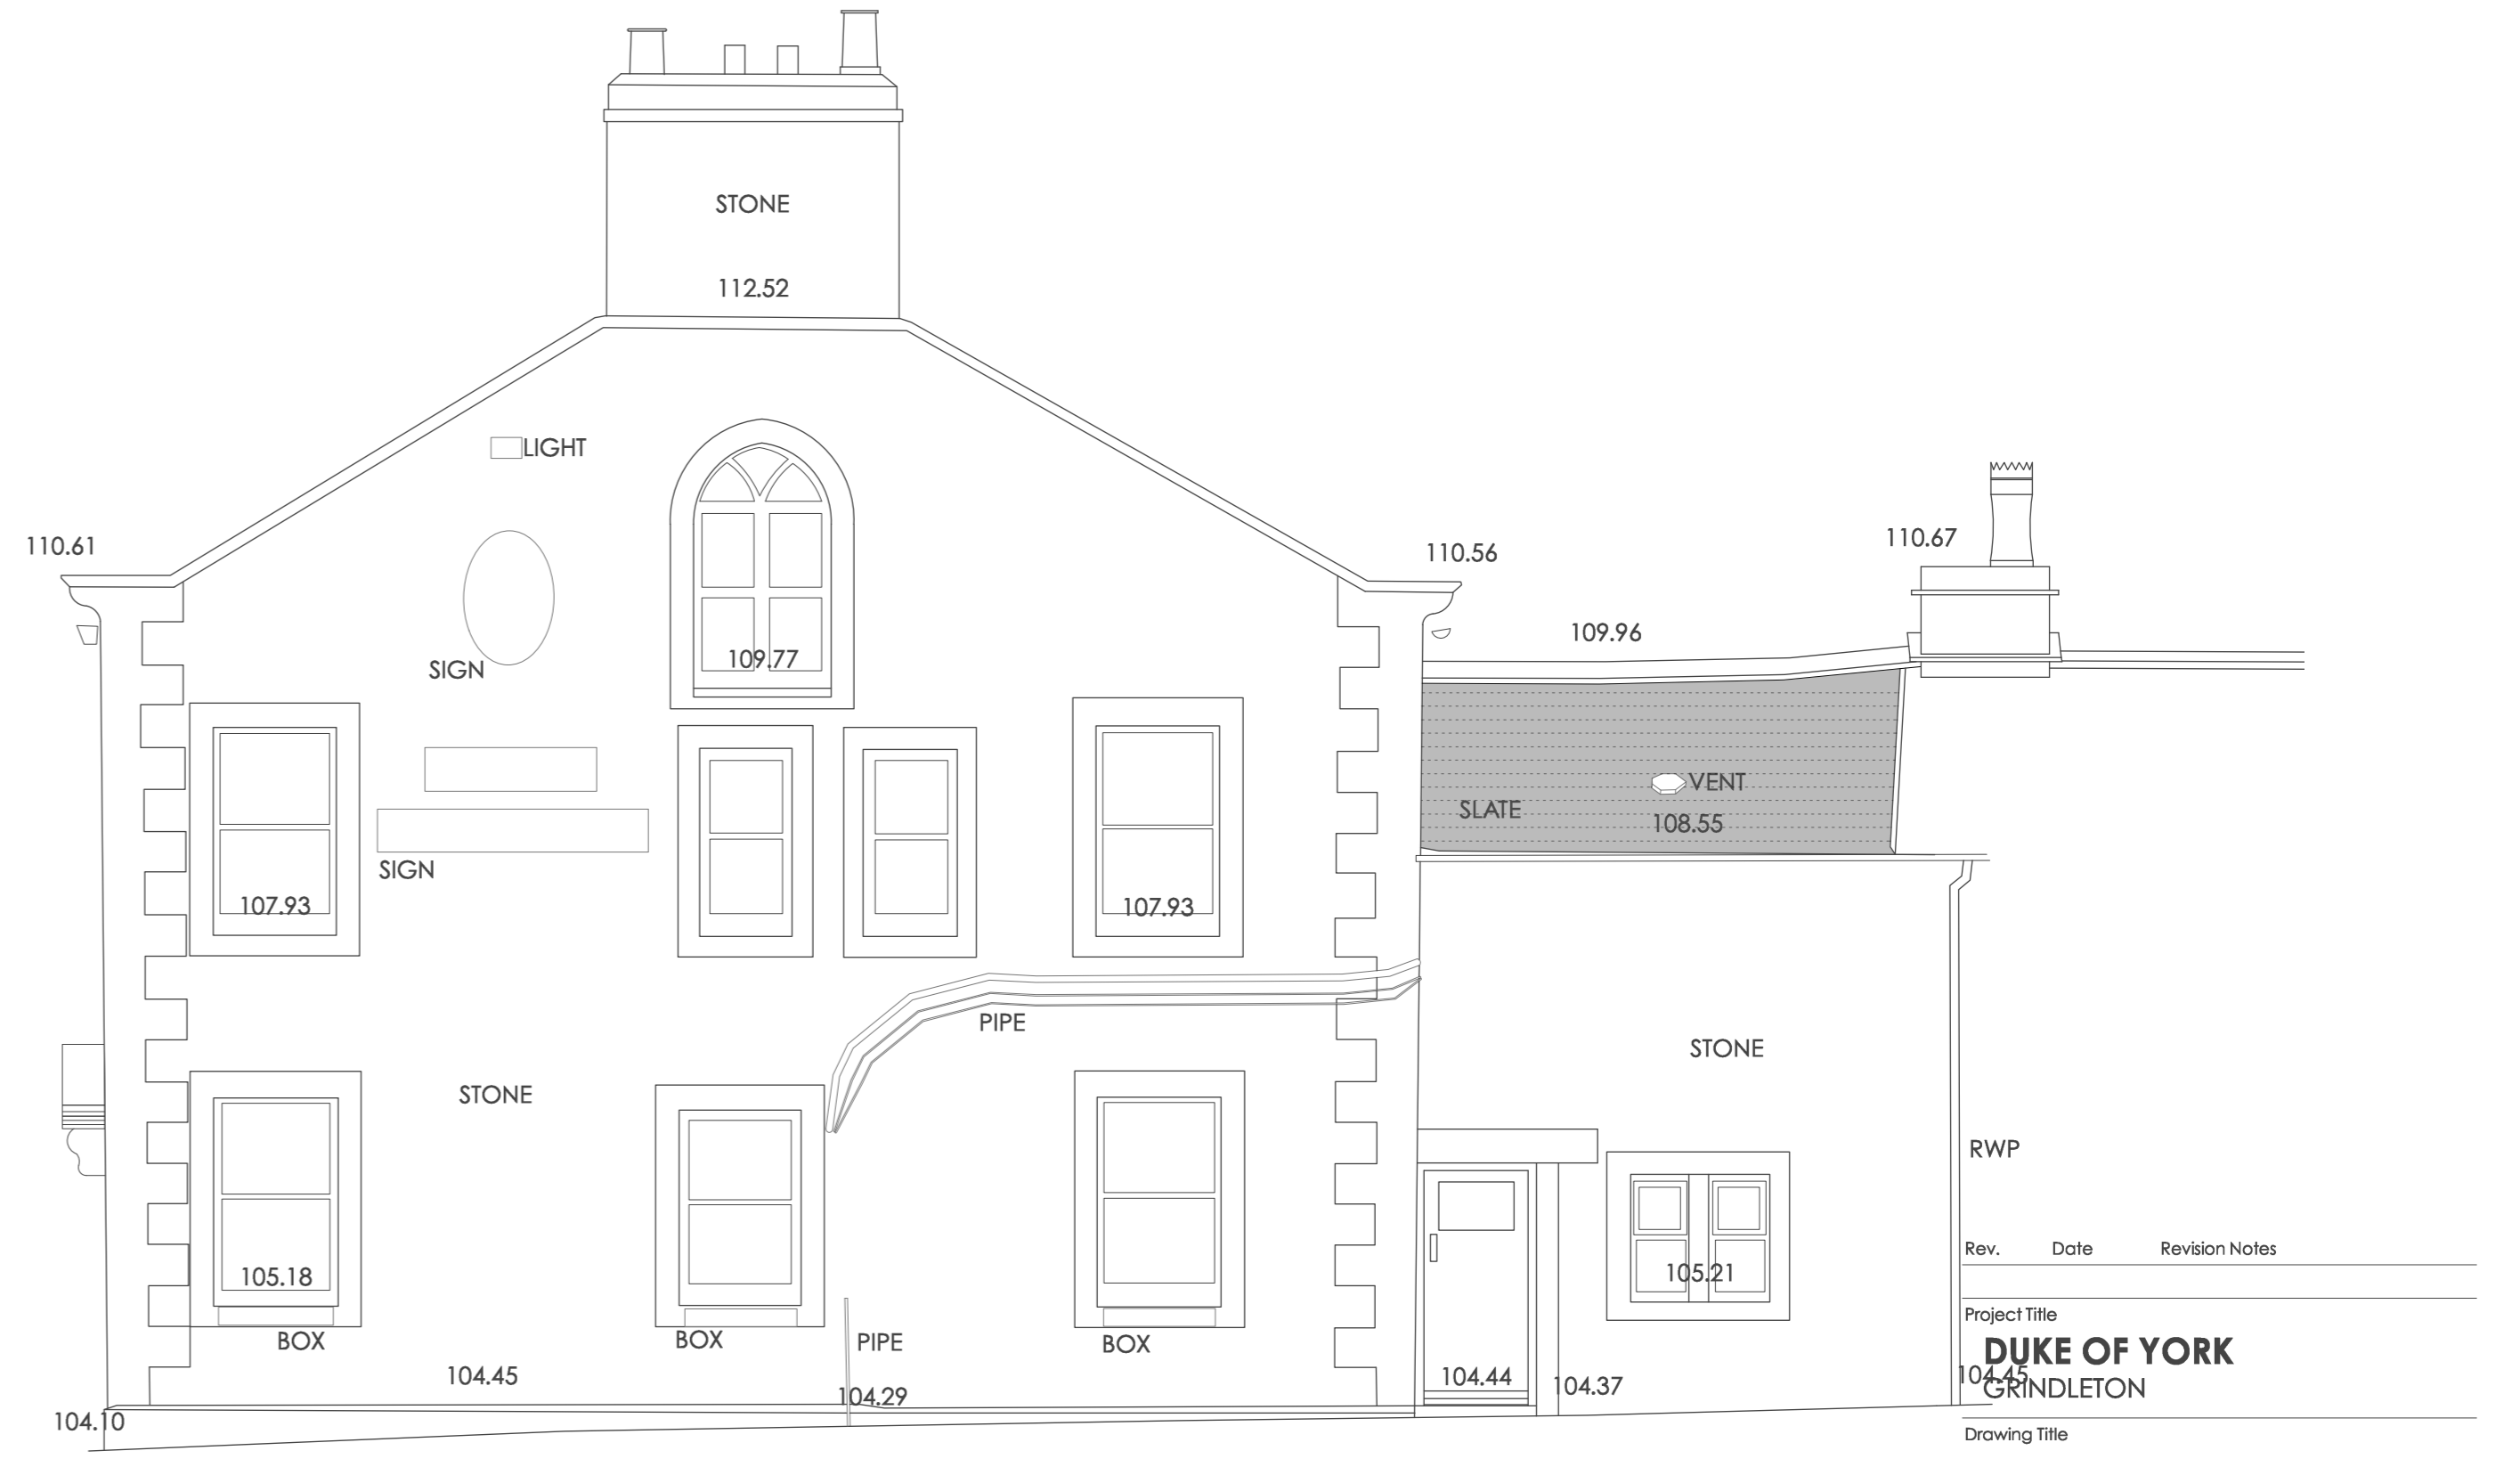 STONE
112.52
LIGHT
110.61
110.56
110.67
109.96
SIGN
109.77
VENT
SLATE
108.55
SIGN
107.93
107.93
PIPE
STONE
STONE
RWP
105.18
105.21
BOX
BOX
PIPE
BOX
104.45
104.29
104.44
104.37
104.45
104.10
Rev. Date Revision Notes
Project Title
DUKE OF YORK
GRINDLETON
Drawing Title